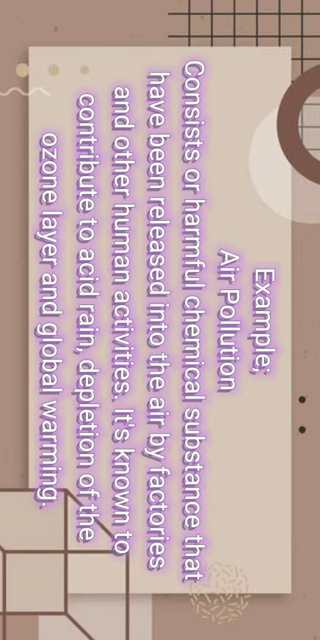 Example;
Air Pollution
Consists or harmful chemical substance that
have been released into the air by factories
and other human activities. It's known to
contribute to acid rain, depletion of the
ozone layer and global warming.